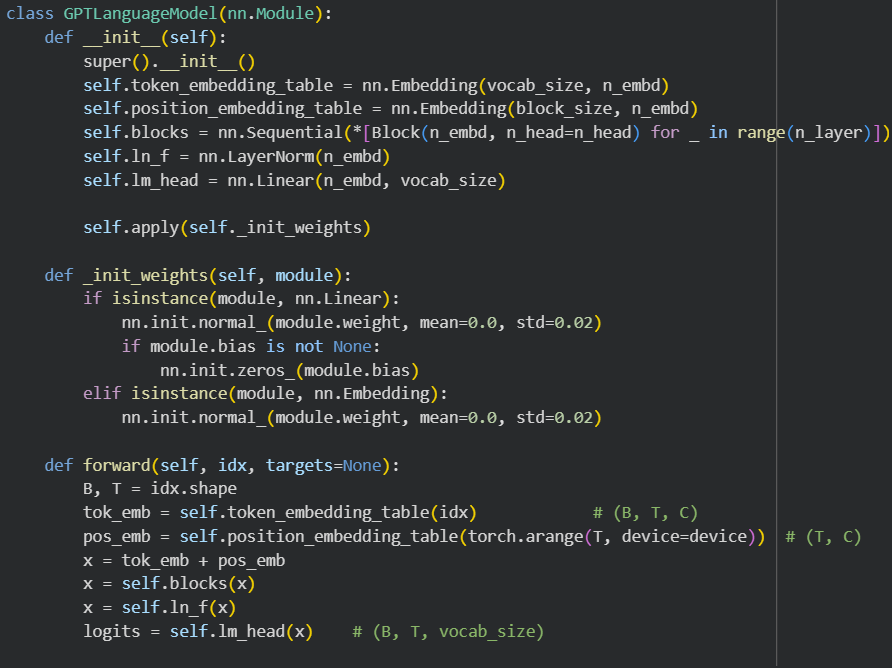 class GPTLanguageModel(nn.Module):
    def __init__(self):
        super().__init__()
        self.token_embedding_table = nn.Embedding(vocab_size, n_embd)
        self.position_embedding_table = nn.Embedding(block_size, n_embd)
        self.blocks = nn.Sequential(*[Block(n_embd, n_head=n_head) for _ in range(n_layer)])
        self.ln_f = nn.LayerNorm(n_embd)
        self.lm_head = nn.Linear(n_embd, vocab_size)

        self.apply(self._init_weights)

    def _init_weights(self, module):
        if isinstance(module, nn.Linear):
            nn.init.normal_(module.weight, mean=0.0, std=0.02)
            if module.bias is not None:
                nn.init.zeros_(module.bias)
        elif isinstance(module, nn.Embedding):
            nn.init.normal_(module.weight, mean=0.0, std=0.02)

    def forward(self, idx, targets=None):
        B, T = idx.shape
        tok_emb = self.token_embedding_table(idx)            # (B, T, C)
        pos_emb = self.position_embedding_table(torch.arange(T, device=device))  # (T, C)
        x = tok_emb + pos_emb
        x = self.blocks(x)
        x = self.ln_f(x)
        logits = self.lm_head(x)    # (B, T, vocab_size)